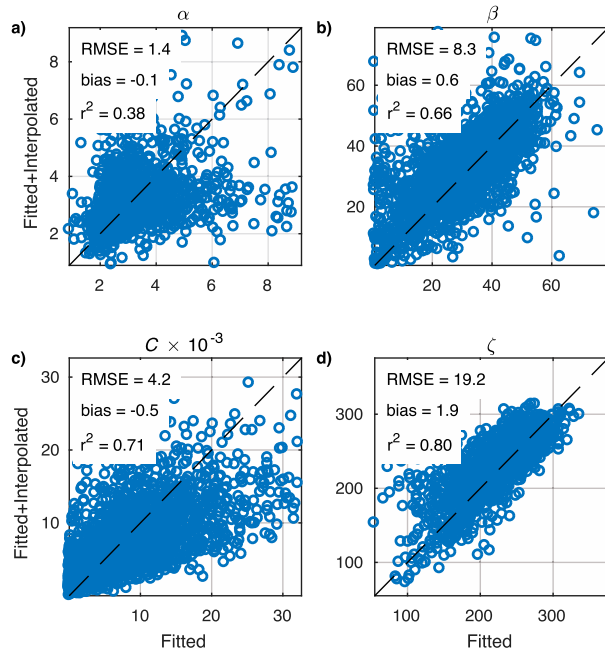 a)
α
RMSE = 1.4
bias = -0.1
r² = 0.38
Fitted+Interpolated
8
6
4
2
2
4
6
8
b)
β
RMSE = 8.3
bias = 0.6
r² = 0.66
60
40
20
20
40
60
c)
C × 10⁻³
RMSE = 4.2
bias = -0.5
r² = 0.71
Fitted+Interpolated
30
20
10
10
20
30
Fitted
d)
ζ
RMSE = 19.2
bias = 1.9
r² = 0.80
300
200
100
100
200
300
Fitted